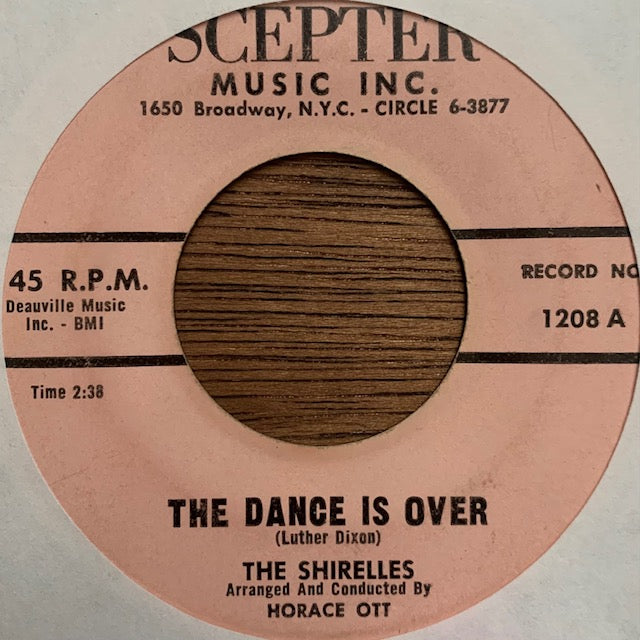 SCEPTER
MUSIC INC.
1650 Broadway, N.Y.C. - CIRCLE 6-3877
45 R.P.M.
Deauville Music
Inc. - BMI
Time 2:38
RECORD NO
1208 A
THE DANCE IS OVER
(Luther Dixon)
THE SHIRELLES
Arranged And Conducted By
HORACE OTT